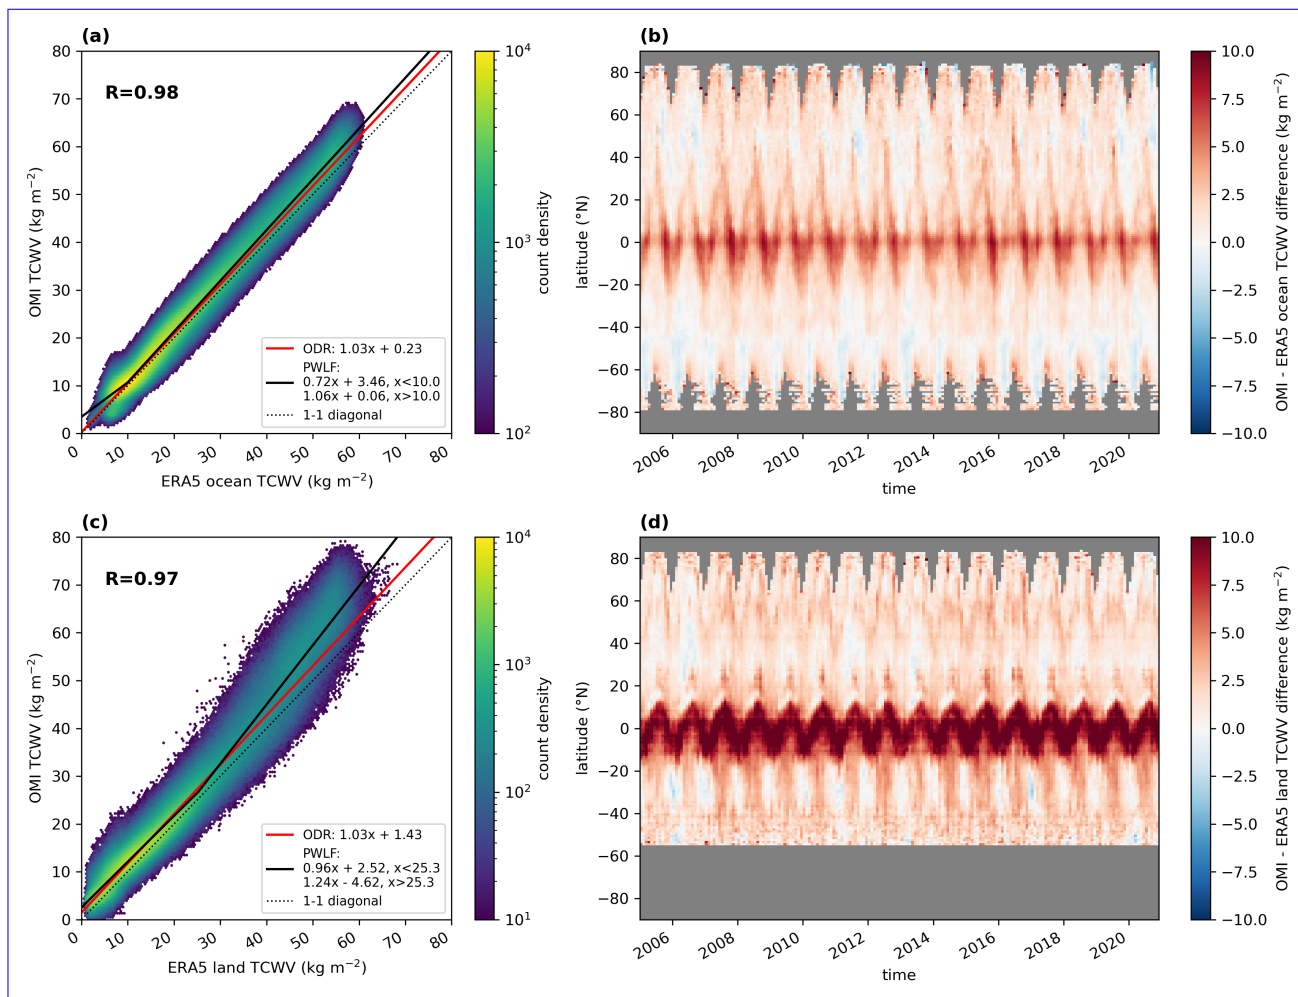 (a)
80
70
60
50
40
30
20
10
0
OMI TCWV (kg m⁻²)
R=0.98
ODR: 1.03x + 0.23
PWLF:
0.72x + 3.46, x<10.0
1.06x + 0.06, x>10.0
1-1 diagonal
0 10 20 30 40 50 60 70 80
ERA5 ocean TCWV (kg m⁻²)
10⁴
10³
10²
count density
(b)
80
60
40
20
0
−20
−40
−60
−80
latitude (°N)
2006 2008 2010 2012 2014 2016 2018 2020
time
10.0
7.5
5.0
2.5
0.0
−2.5
−5.0
−7.5
−10.0
OMI - ERA5 ocean TCWV difference (kg m⁻²)
(c)
80
70
60
50
40
30
20
10
0
OMI TCWV (kg m⁻²)
R=0.97
ODR: 1.03x + 1.43
PWLF:
0.96x + 2.52, x<25.3
1.24x - 4.62, x>25.3
1-1 diagonal
0 10 20 30 40 50 60 70 80
ERA5 land TCWV (kg m⁻²)
10⁴
10³
10²
10¹
count density
(d)
80
60
40
20
0
−20
−40
−60
−80
latitude (°N)
2006 2008 2010 2012 2014 2016 2018 2020
time
10.0
7.5
5.0
2.5
0.0
−2.5
−5.0
−7.5
−10.0
OMI - ERA5 land TCWV difference (kg m⁻²)